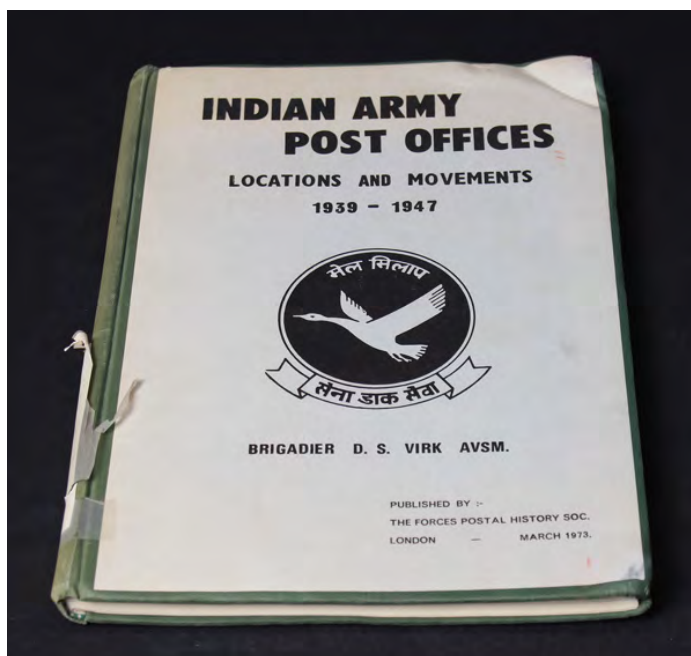 INDIAN ARMY
POST OFFICES
LOCATIONS AND MOVEMENTS
1939 – 1947
मेल मिलाप
सेना डाक सेवा
BRIGADIER D. S. VIRK AVSM.
PUBLISHED BY :-
THE FORCES POSTAL HISTORY SOC.
LONDON — MARCH 1973.